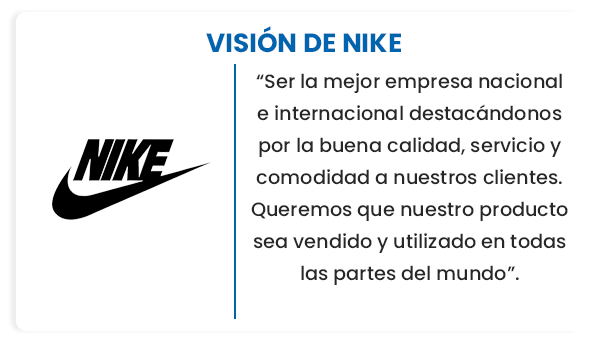 VISIÓN DE NIKE
NIKE
“Ser la mejor empresa nacional
e internacional destacándonos
por la buena calidad, servicio y
comodidad a nuestros clientes.
Queremos que nuestro producto
sea vendido y utilizado en todas
las partes del mundo”.